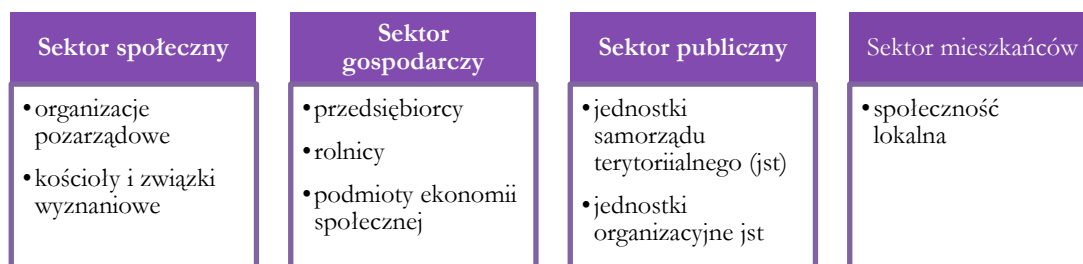 Sektor społeczny
• organizacje
pozarządowe
• kościoły i związki
wyznaniowe
Sektor
gospodarczy
• przedsiębiorcy
• rolnicy
• podmioty ekonomii
społecznej
Sektor publiczny
• jednostki
samorządu
terytoriialnego (jst)
• jednostki
organizacyjne jst
Sektor mieszkańców
• społeczność
lokalna